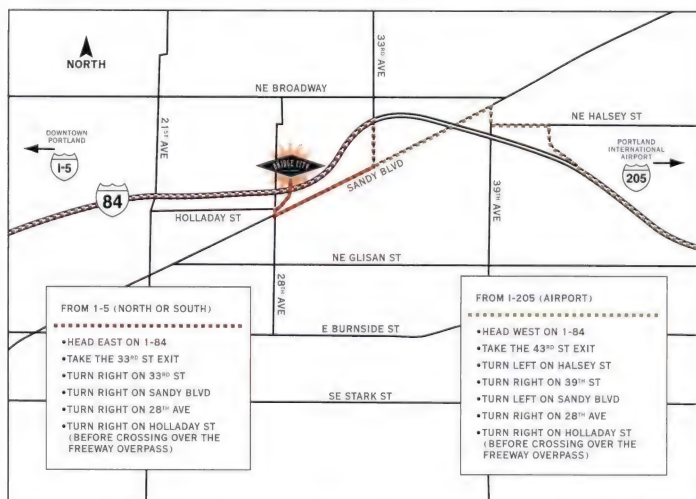 NORTH
33RD AVE
NE BROADWAY
21ST AVE
NE HALSEY ST
DOWNTOWN
PORTLAND
I-5
PORTLAND
INTERNATIONAL
AIRPORT
205
BRIDGE CITY
84
SANDY BLVD
39TH AVE
HOLLADAY ST
NE GLISAN ST
28TH AVE
FROM 1-5 (NORTH OR SOUTH)
•HEAD EAST ON 1-84
•TAKE THE 33RD ST EXIT
•TURN RIGHT ON 33RD ST
•TURN RIGHT ON SANDY BLVD
•TURN RIGHT ON 28TH AVE
•TURN RIGHT ON HOLLADAY ST
(BEFORE CROSSING OVER THE
FREEWAY OVERPASS)
E BURNSIDE ST
SE STARK ST
FROM I-205 (AIRPORT)
•HEAD WEST ON 1-84
•TAKE THE 43RD ST EXIT
•TURN LEFT ON HALSEY ST
•TURN RIGHT ON 39TH ST
•TURN LEFT ON SANDY BLVD
•TURN RIGHT ON 28TH AVE
•TURN RIGHT ON HOLLADAY ST
(BEFORE CROSSING OVER THE
FREEWAY OVERPASS)